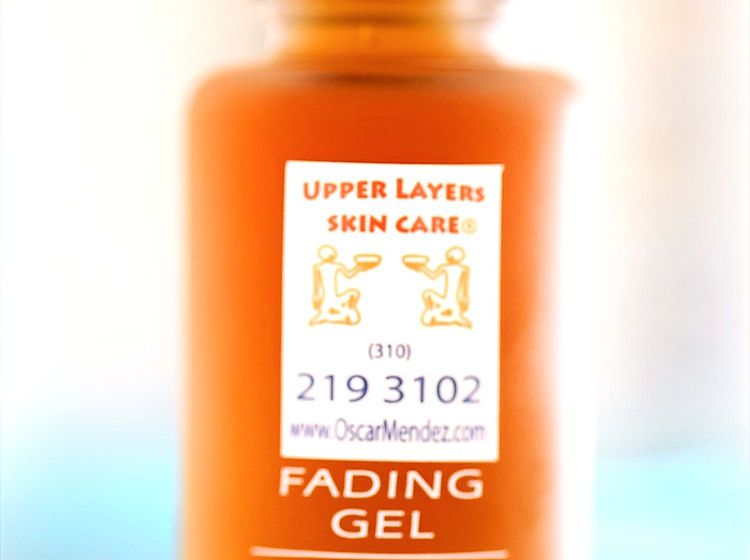 UPPER LAYERS
SKIN CARE®
(310)
219 3102
www.OscarMendez.com
FADING
GEL